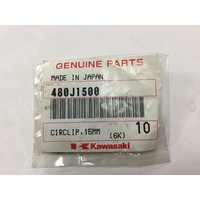 GENUINE PARTS
MADE IN JAPAN
480J1500
CIRCLIP,15MM 10
(6K)
Kawasaki